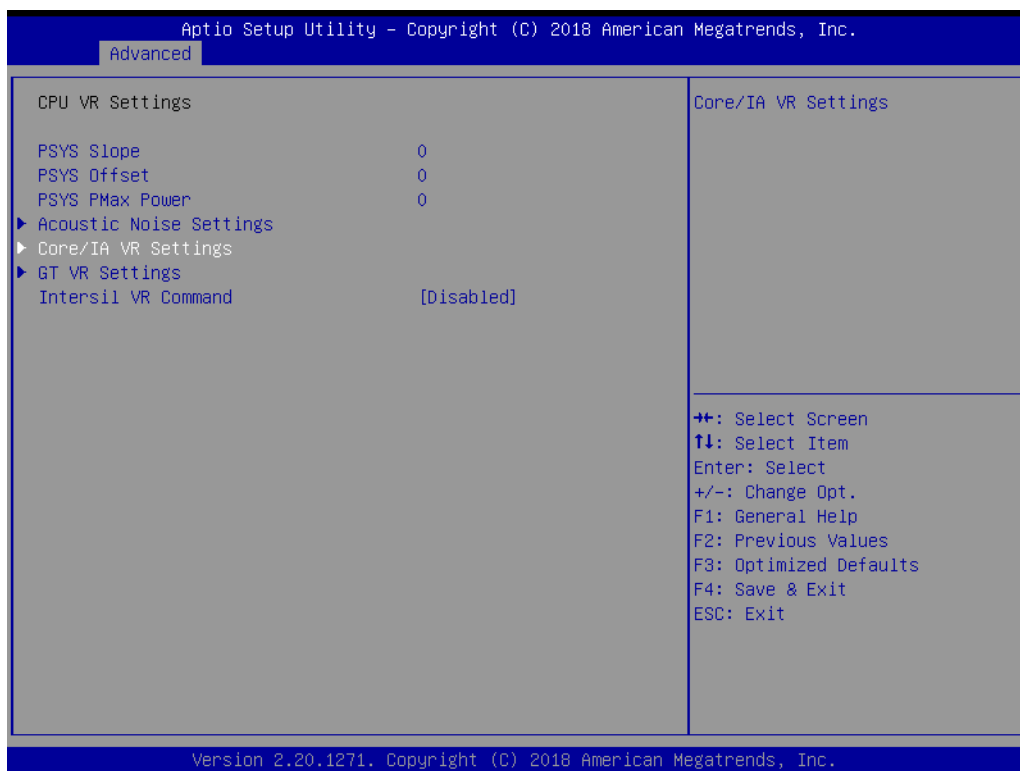 Aptio Setup Utility – Copyright (C) 2018 American Megatrends, Inc.
Advanced
CPU VR Settings
PSYS Slope 0
PSYS Offset 0
PSYS PMax Power 0
Acoustic Noise Settings
Core/IA VR Settings
GT VR Settings
Intersil VR Command [Disabled]
Core/IA VR Settings
→←: Select Screen
↑↓: Select Item
Enter: Select
+/-: Change Opt.
F1: General Help
F2: Previous Values
F3: Optimized Defaults
F4: Save & Exit
ESC: Exit
Version 2.20.1271. Copyright (C) 2018 American Megatrends, Inc.